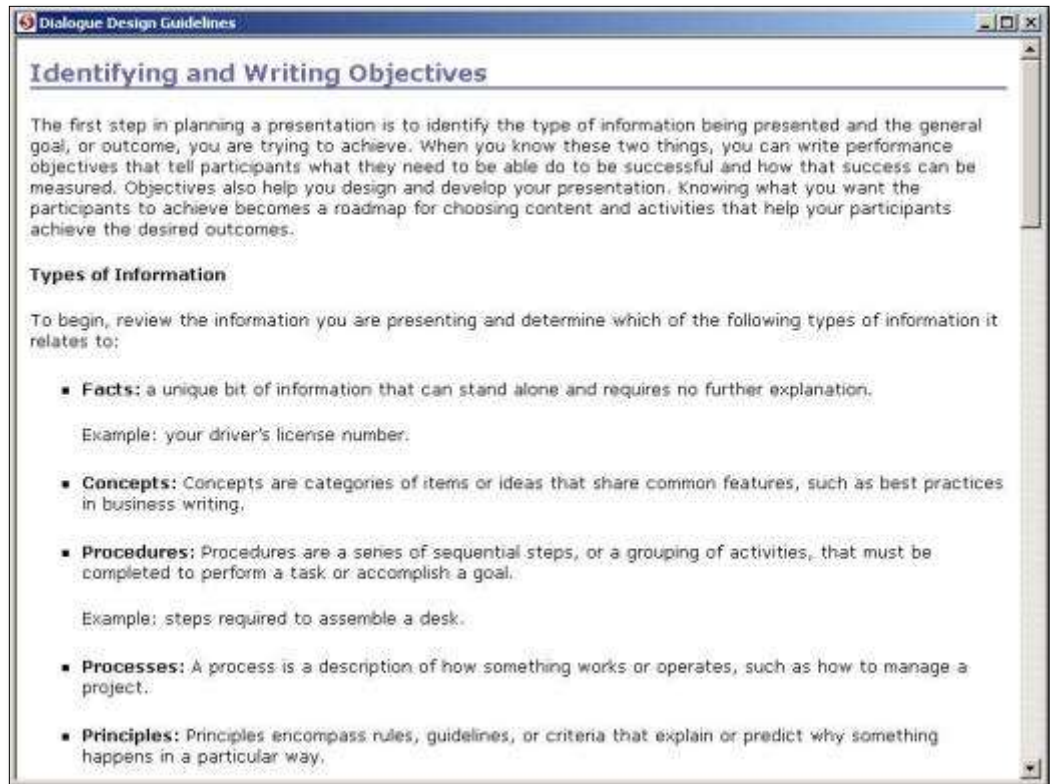 Dialogue Design Guidelines
Identifying and Writing Objectives
The first step in planning a presentation is to identify the type of information being presented and the general
goal, or outcome, you are trying to achieve. When you know these two things, you can write performance
objectives that tell participants what they need to be able do to be successful and how that success can be
measured. Objectives also help you design and develop your presentation. Knowing what you want the
participants to achieve becomes a roadmap for choosing content and activities that help your participants
achieve the desired outcomes.
Types of Information
To begin, review the information you are presenting and determine which of the following types of information it
relates to:
▪ Facts: a unique bit of information that can stand alone and requires no further explanation.
Example: your driver's license number.
▪ Concepts: Concepts are categories of items or ideas that share common features, such as best practices
in business writing.
▪ Procedures: Procedures are a series of sequential steps, or a grouping of activities, that must be
completed to perform a task or accomplish a goal.
Example: steps required to assemble a desk.
▪ Processes: A process is a description of how something works or operates, such as how to manage a
project.
▪ Principles: Principles encompass rules, guidelines, or criteria that explain or predict why something
happens in a particular way.